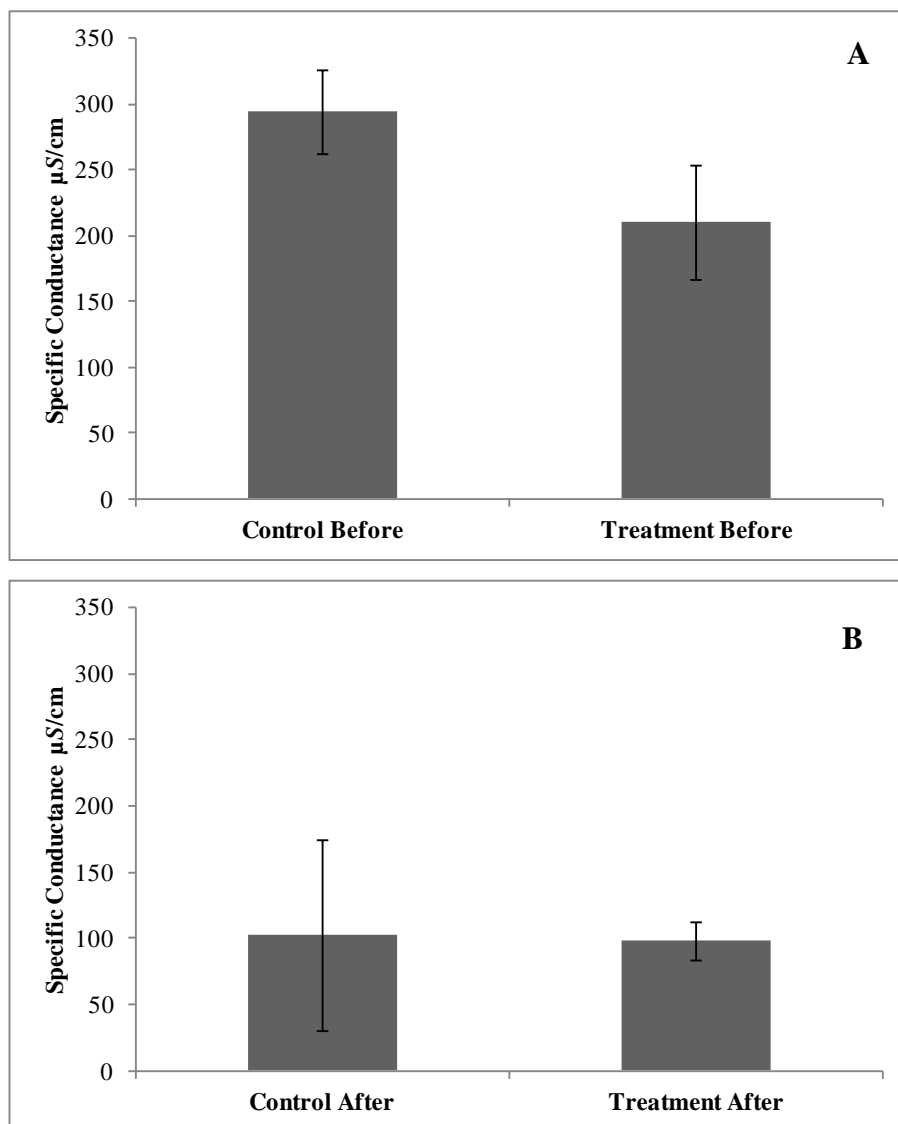 A
Specific Conductance µS/cm
350
300
250
200
150
100
50
0
Control Before
Treatment Before
B
Specific Conductance µS/cm
350
300
250
200
150
100
50
0
Control After
Treatment After